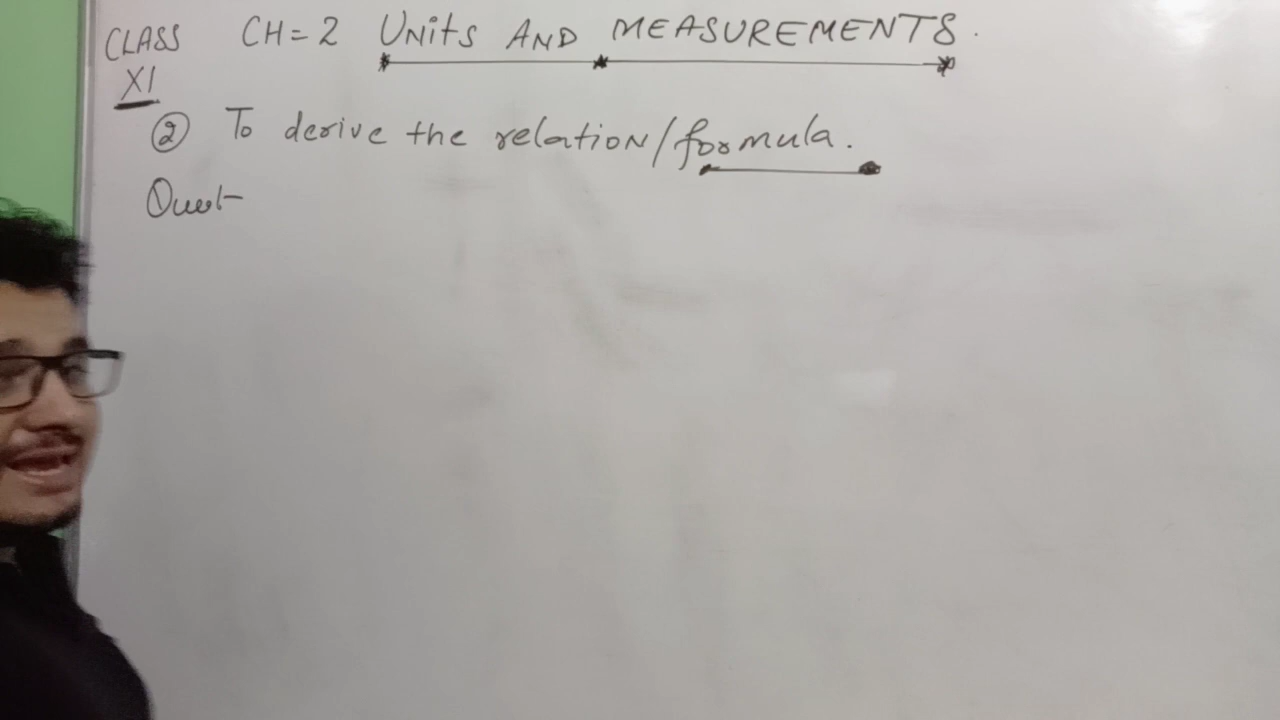 CLASS CH=2 UNits AND MEASUREMENTS.
XI
② To derive the relation/formula.